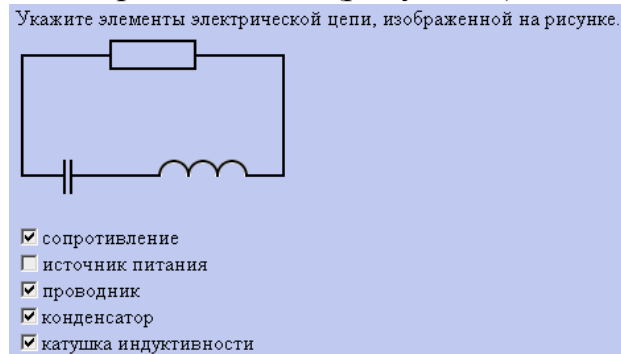 Укажите элементы электрической цепи, изображенной на рисунке.
сопротивление
источник питания
проводник
конденсатор
катушка индуктивности